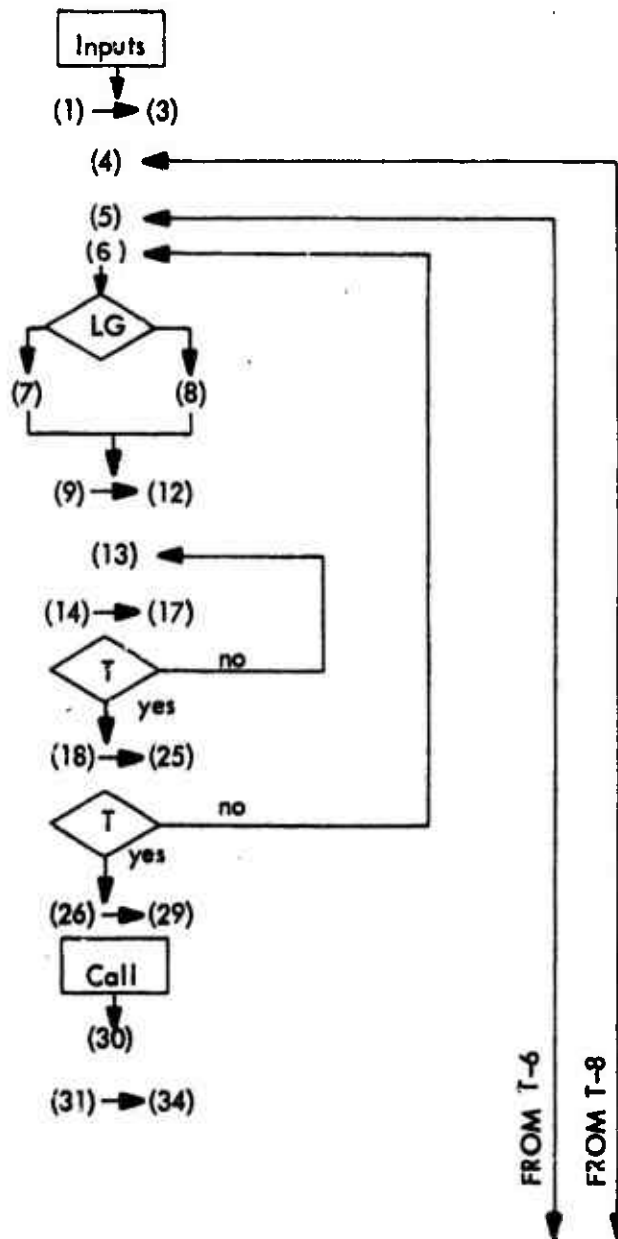 Inputs
(1) (3)
(4)
(5)
(6)
LG
(7) (8)
(9) (12)
(13)
(14) (17)
T no
yes
(18) (25)
T no
yes
(26) (29)
Call
(30)
(31) (34)
FROM T-6
FROM T-8